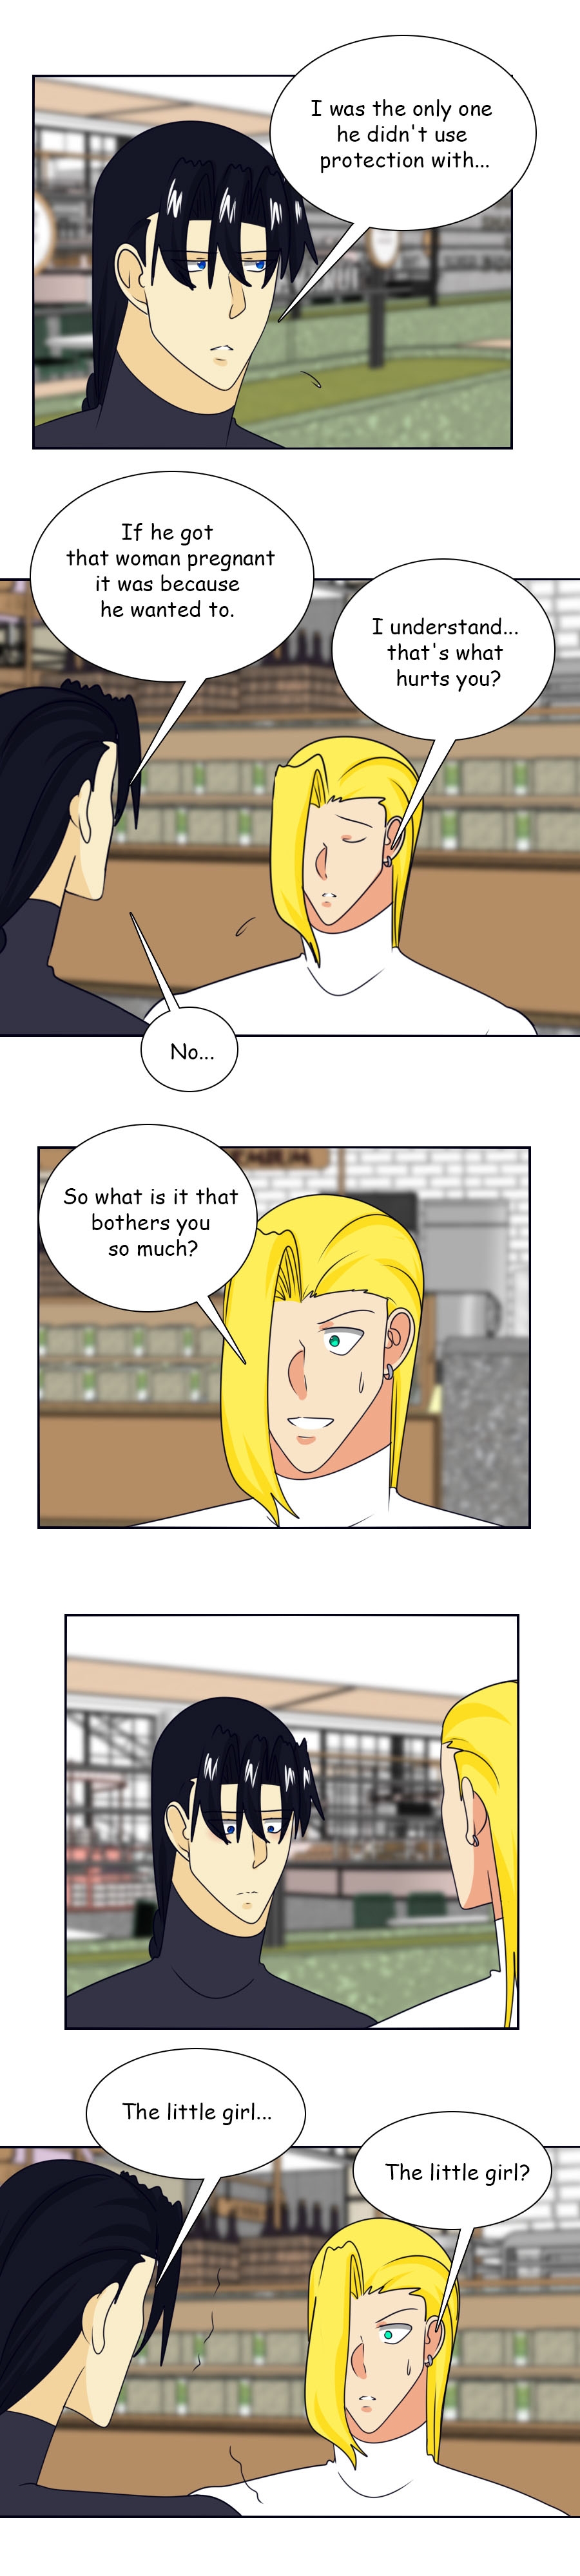 I was the only one
he didn't use
protection with...
If he got
that woman pregnant
it was because
he wanted to.
I understand...
that's what
hurts you?
No...
So what is it that
bothers you
so much?
The little girl...
The little girl?